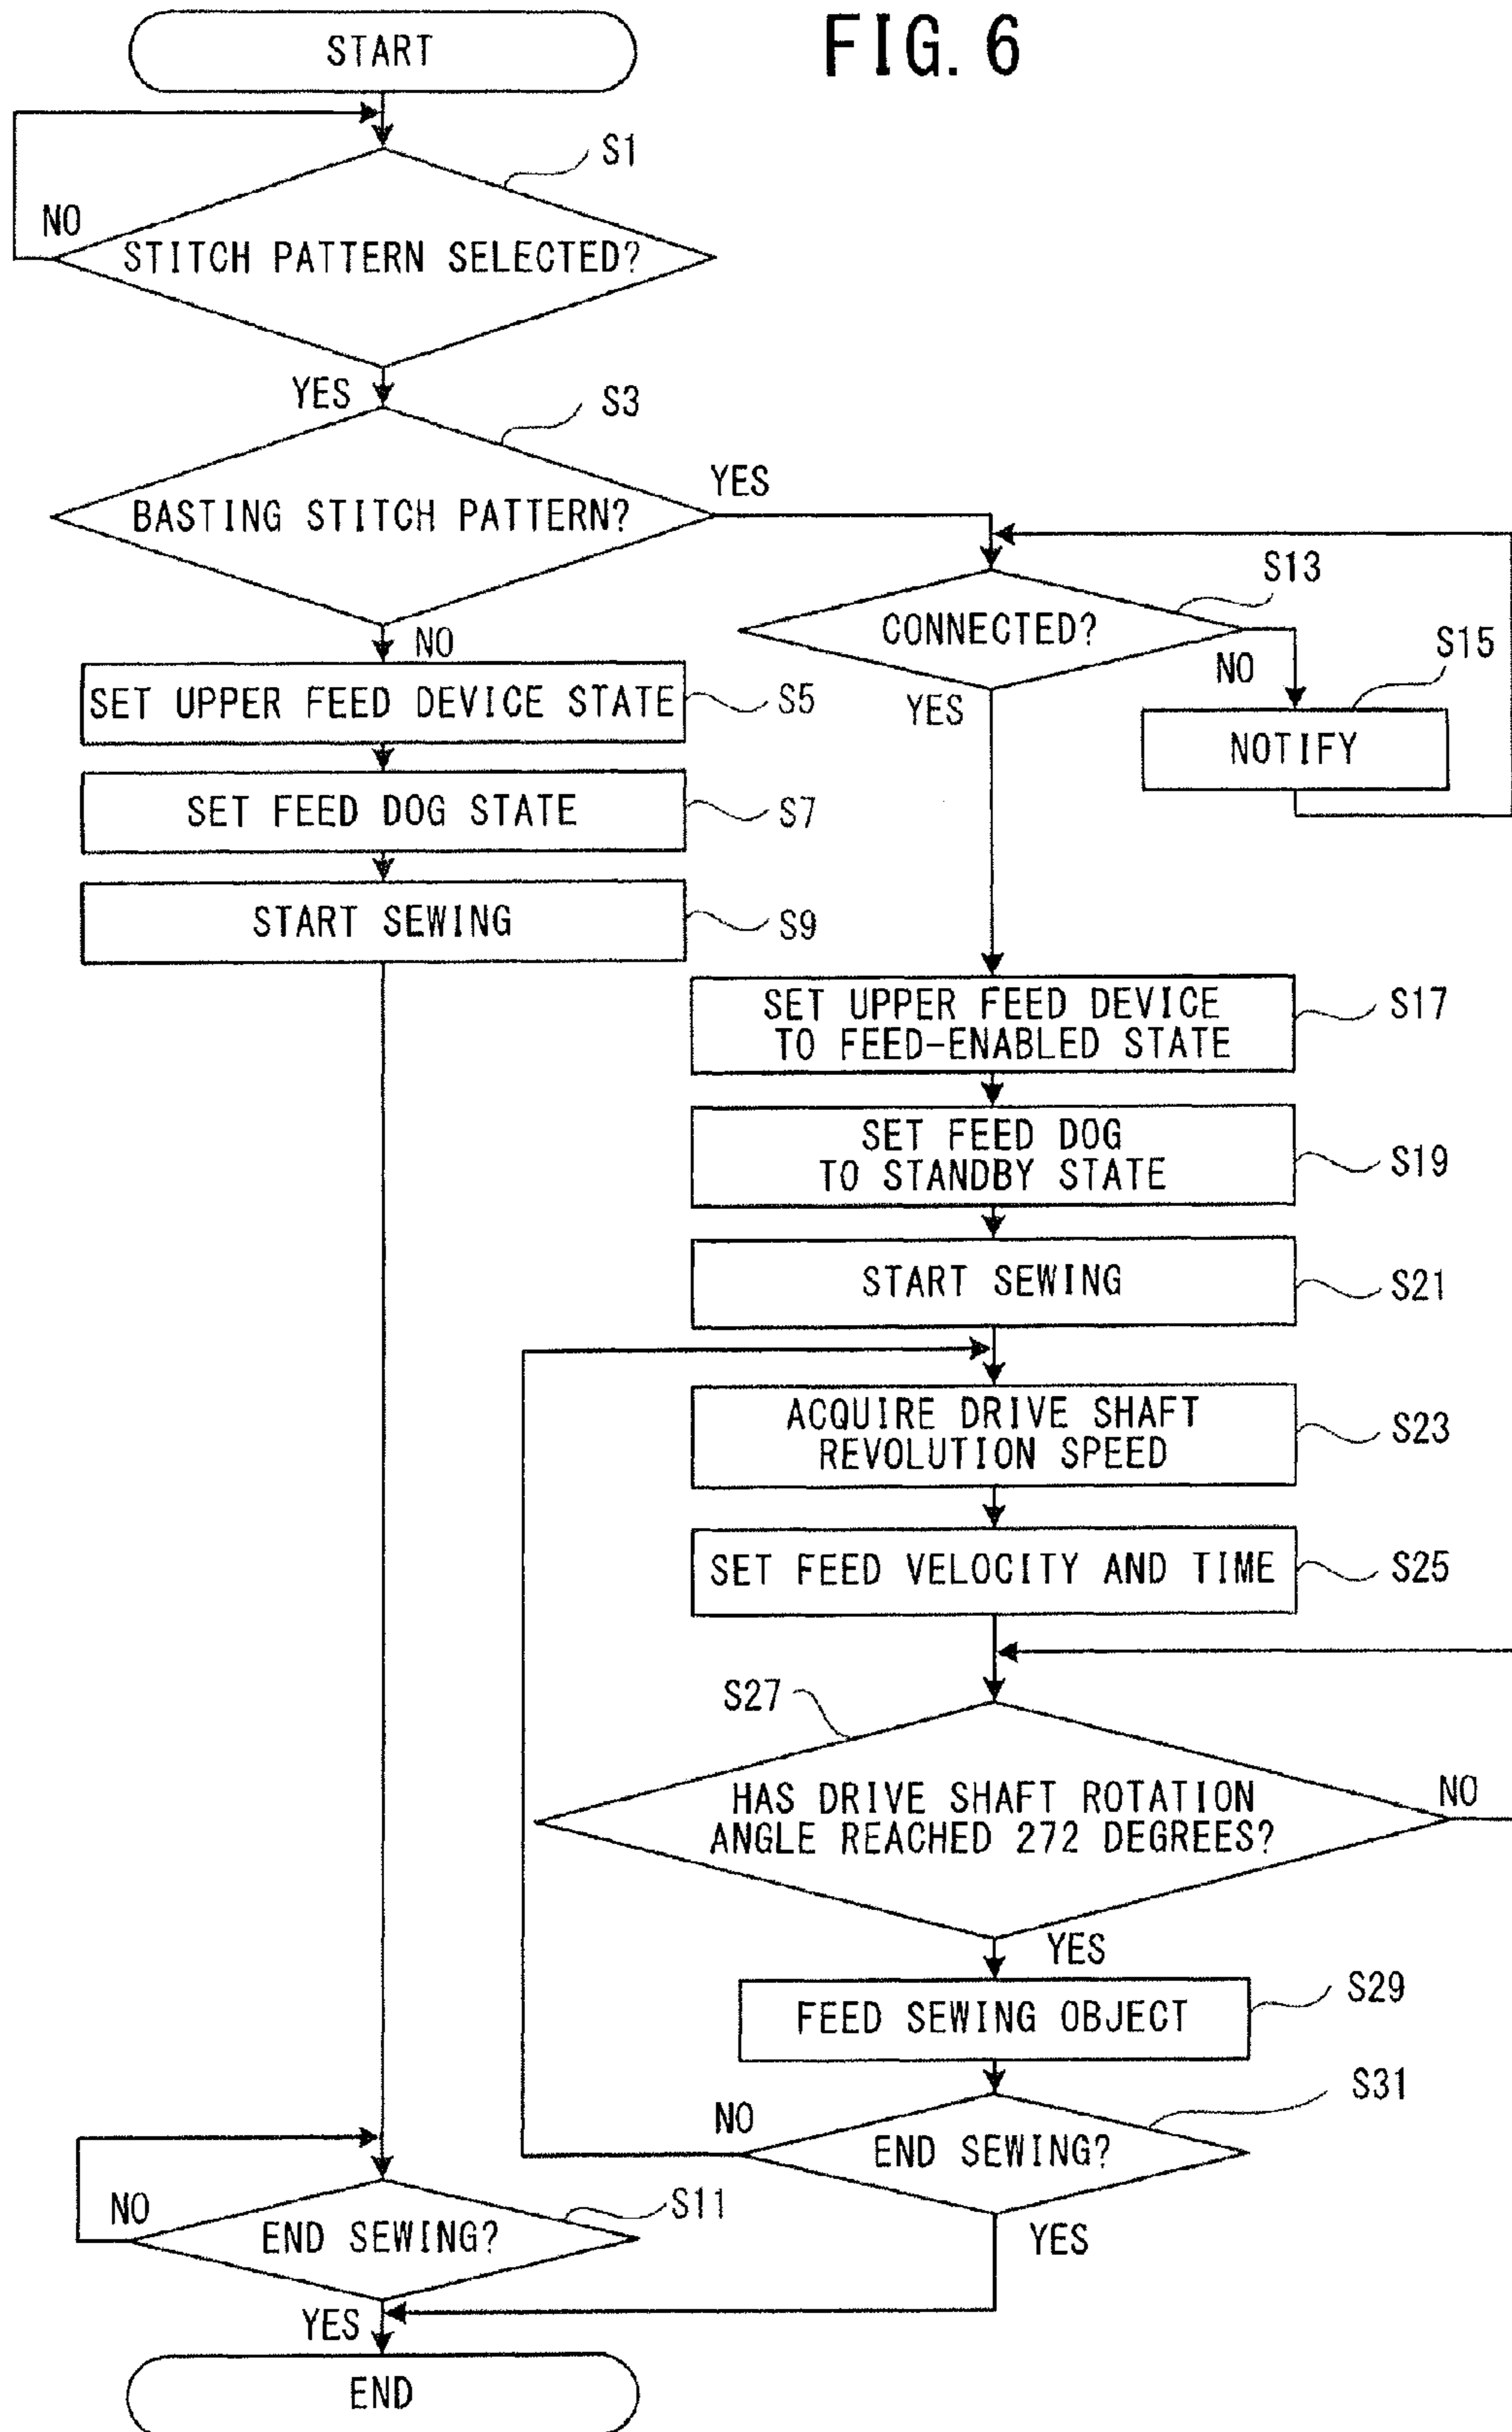 FIG. 6
START
S1
NO
STITCH PATTERN SELECTED?
YES
S3
BASTING STITCH PATTERN?
YES
NO
SET UPPER FEED DEVICE STATE
S5
SET FEED DOG STATE
S7
START SEWING
S9
S13
CONNECTED?
NO
S15
NOTIFY
YES
SET UPPER FEED DEVICE
TO FEED-ENABLED STATE
S17
SET FEED DOG
TO STANDBY STATE
S19
START SEWING
S21
ACQUIRE DRIVE SHAFT
REVOLUTION SPEED
S23
SET FEED VELOCITY AND TIME
S25
S27
HAS DRIVE SHAFT ROTATION
ANGLE REACHED 272 DEGREES?
NO
YES
FEED SEWING OBJECT
S29
S31
NO
END SEWING?
YES
S11
NO
END SEWING?
YES
END